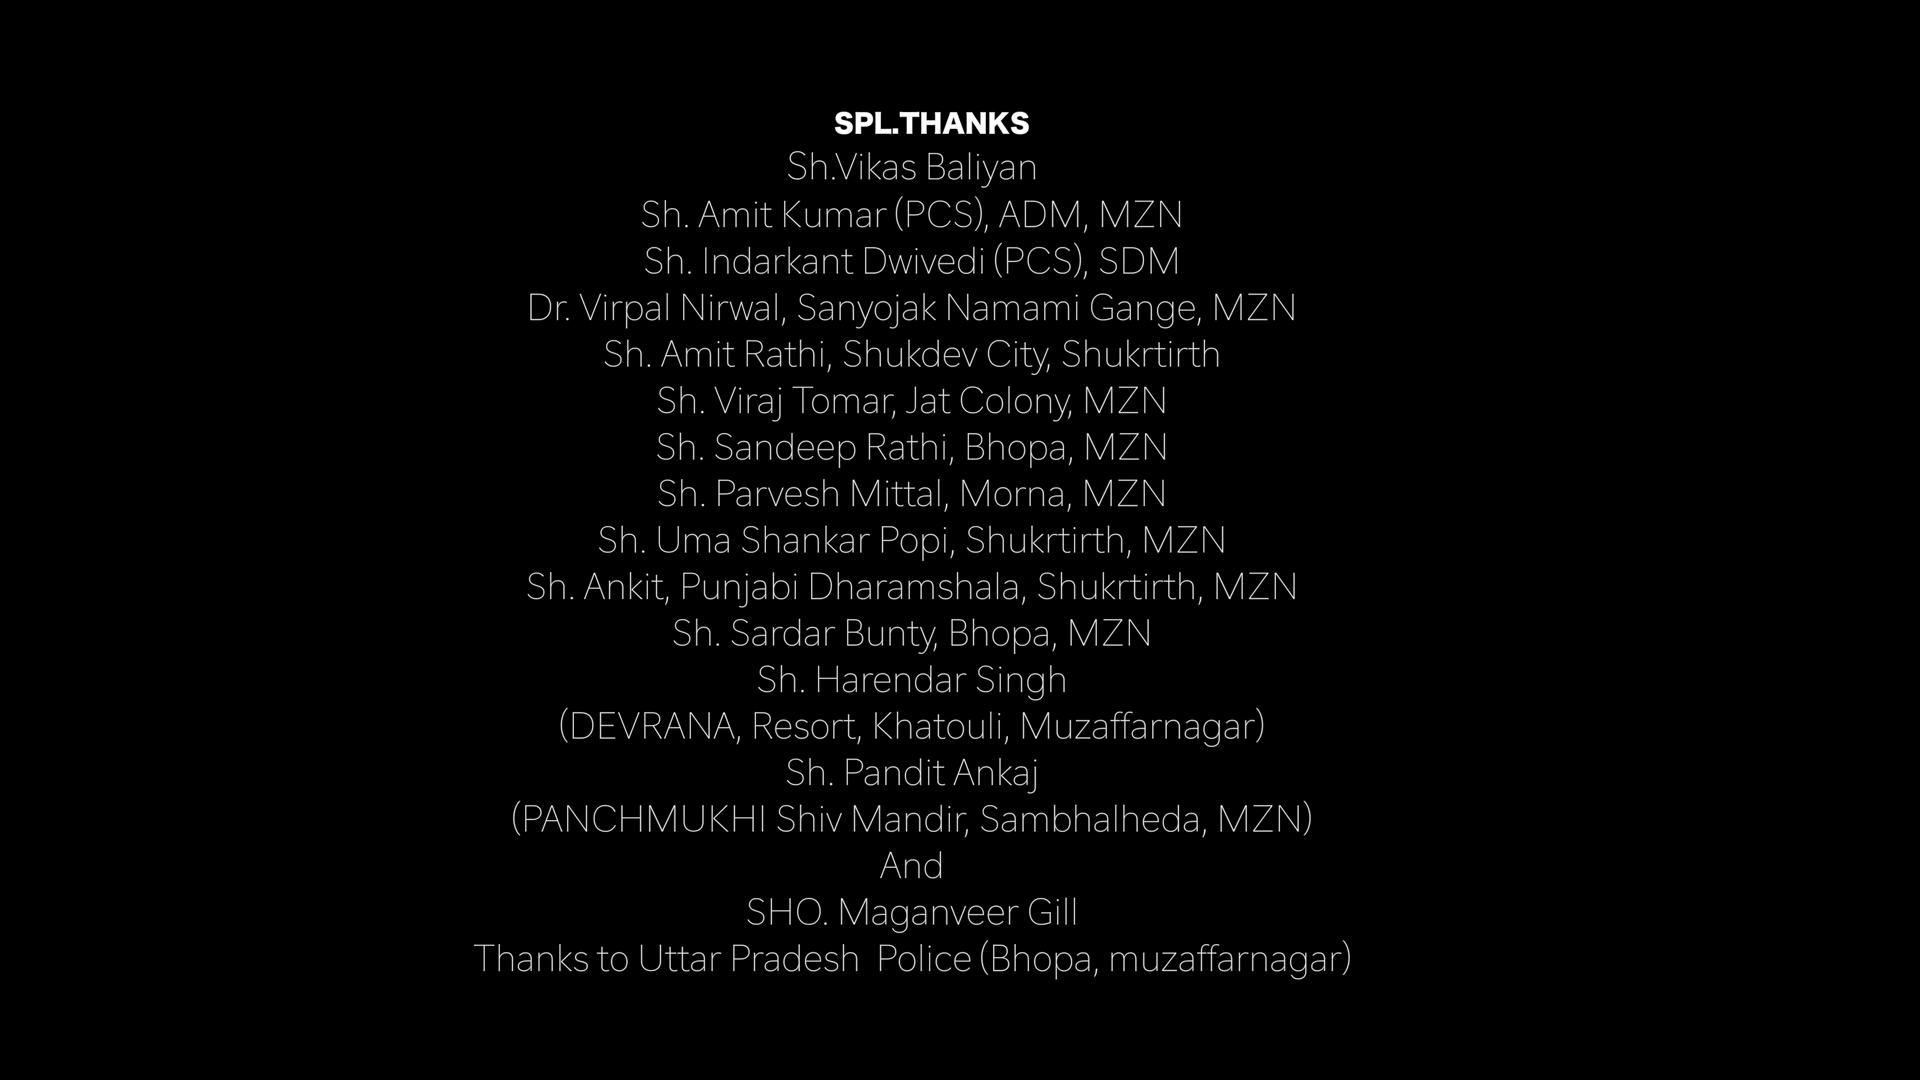 SPL.THANKS
Sh.Vikas Baliyan
Sh. Amit Kumar (PCS), ADM, MZN
Sh. Indarkant Dwivedi (PCS), SDM
Dr. Virpal Nirwal, Sanyojak Namami Gange, MZN
Sh. Amit Rathi, Shukdev City, Shukrtirth
Sh. Viraj Tomar, Jat Colony, MZN
Sh. Sandeep Rathi, Bhopa, MZN
Sh. Parvesh Mittal, Morna, MZN
Sh. Uma Shankar Popi, Shukrtirth, MZN
Sh. Ankit, Punjabi Dharamshala, Shukrtirth, MZN
Sh. Sardar Bunty, Bhopa, MZN
Sh. Harendar Singh
(DEVRANA, Resort, Khatouli, Muzaffarnagar)
Sh. Pandit Ankaj
(PANCHMUKHI Shiv Mandir, Sambhalheda, MZN)
And
SHO. Maganveer Gill
Thanks to Uttar Pradesh  Police (Bhopa, muzaffarnagar)